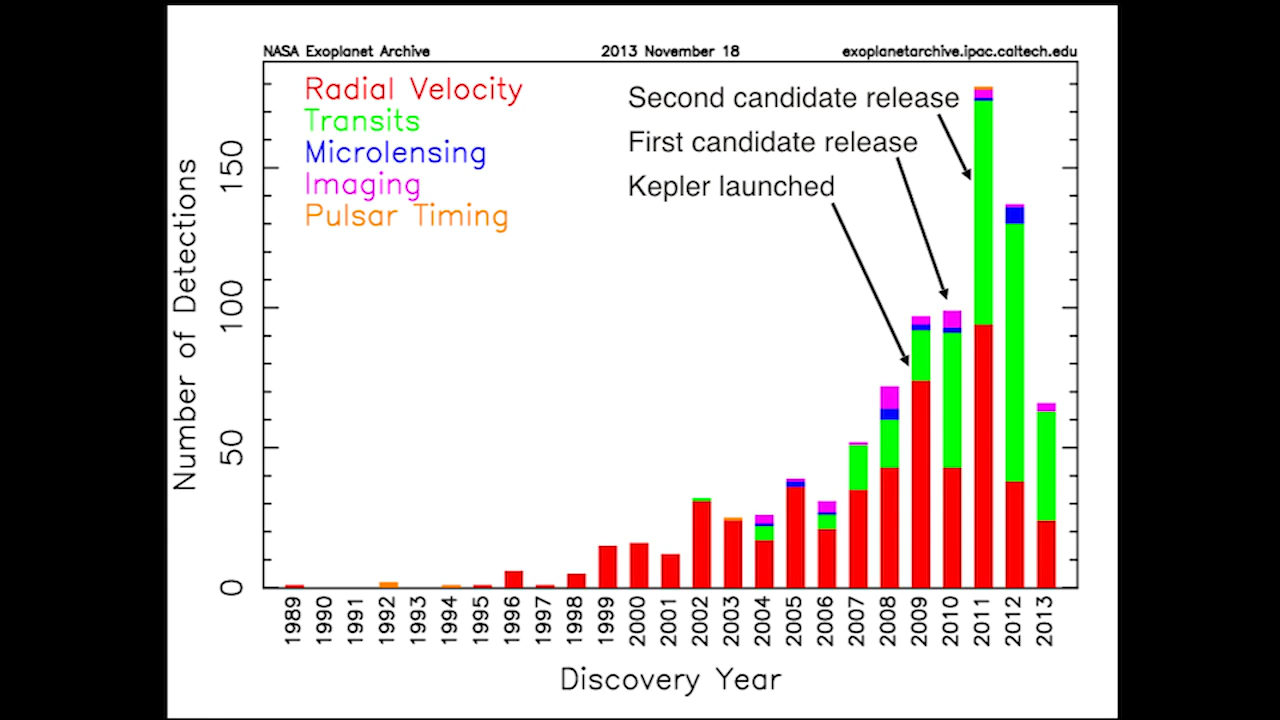 NASA Exoplanet Archive 2013 November 18 exoplanetarchive.ipac.caltech.edu
Radial Velocity
Transits
Microlensing
Imaging
Pulsar Timing
Second candidate release
First candidate release
Kepler launched
Number of Detections
150
100
50
0
1989 1990 1991 1992 1993 1994 1995 1996 1997 1998 1999 2000 2001 2002 2003 2004 2005 2006 2007 2008 2009 2010 2011 2012 2013
Discovery Year